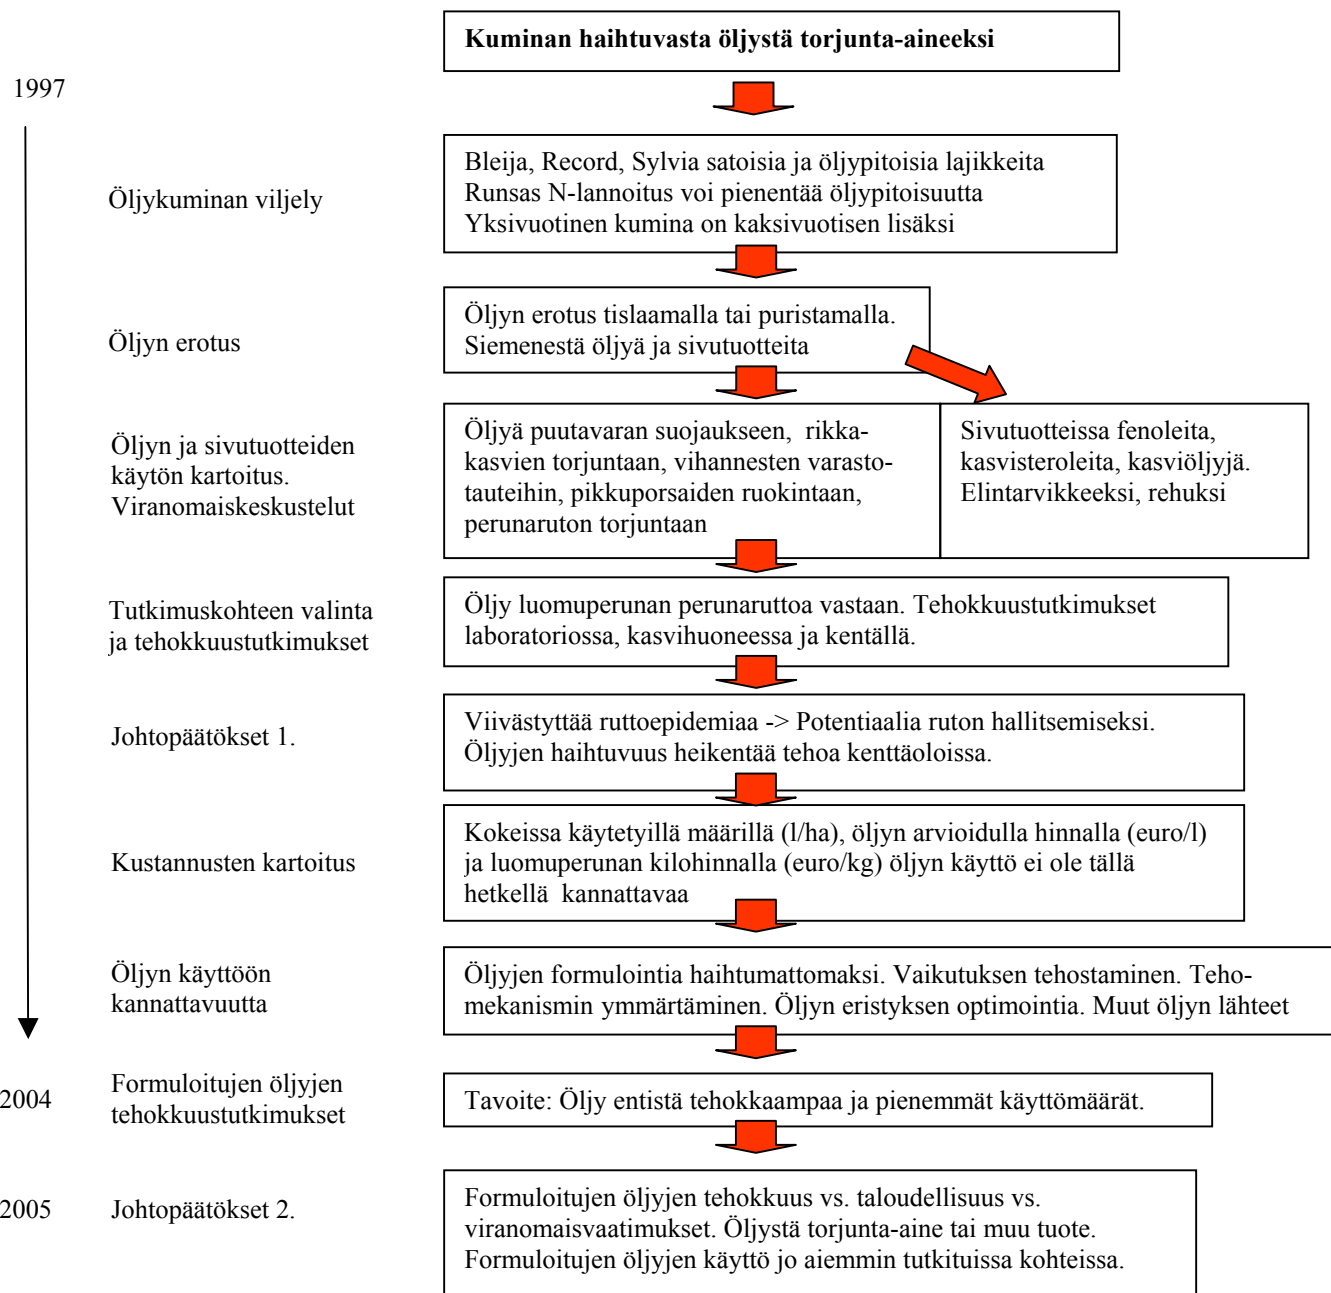 Kuminan haihtuvasta öljystä torjunta-aineeksi
1997
Öljykuminan viljely
Bleija, Record, Sylvia satoisia ja öljypitoisia lajikkeita
Runsas N-lannoitus voi pienentää öljypitoisuutta
Yksivuotinen kumina on kaksivuotisen lisäksi
Öljyn erotus
Öljyn erotus tislaamalla tai puristamalla.
Siemenestä öljyä ja sivutuotteita
Öljyn ja sivutuotteiden
käytön kartoitus.
Viranomaiskeskustelut
Öljyä puutavaran suojaukseen, rikka-
kasvien torjuntaan, vihannesten varasto-
tauteihin, pikkuporsaiden ruokintaan,
perunaruton torjuntaan
Sivutuotteissa fenoleita,
kasvisteroleita, kasviöljyjä.
Elintarvikkeeksi, rehuksi
Tutkimuskohteen valinta
ja tehokkuustutkimukset
Öljy luomuperunan perunaruttoa vastaan. Tehokkuustutkimukset
laboratoriossa, kasvihuoneessa ja kentällä.
Johtopäätökset 1.
Viivästyttää ruttoepidemiaa -> Potentiaalia ruton hallitsemiseksi.
Öljyjen haihtuvuus heikentää tehoa kenttäoloissa.
Kustannusten kartoitus
Kokeissa käytetyillä määrillä (l/ha), öljyn arvioidulla hinnalla (euro/l)
ja luomuperunan kilohinnalla (euro/kg) öljyn käyttö ei ole tällä
hetkellä kannattavaa
Öljyn käyttöön
kannattavuutta
Öljyjen formulointia haihtumattomaksi. Vaikutuksen tehostaminen. Teho-
mekanismin ymmärtäminen. Öljyn eristyksen optimointia. Muut öljyn lähteet
2004
Formuloitujen öljyjen
tehokkuustutkimukset
Tavoite: Öljy entistä tehokkaampaa ja pienemmät käyttömäärät.
2005
Johtopäätökset 2.
Formuloitujen öljyjen tehokkuus vs. taloudellisuus vs.
viranomaisvaatimukset. Öljystä torjunta-aine tai muu tuote.
Formuloitujen öljyjen käyttö jo aiemmin tutkituissa kohteissa.